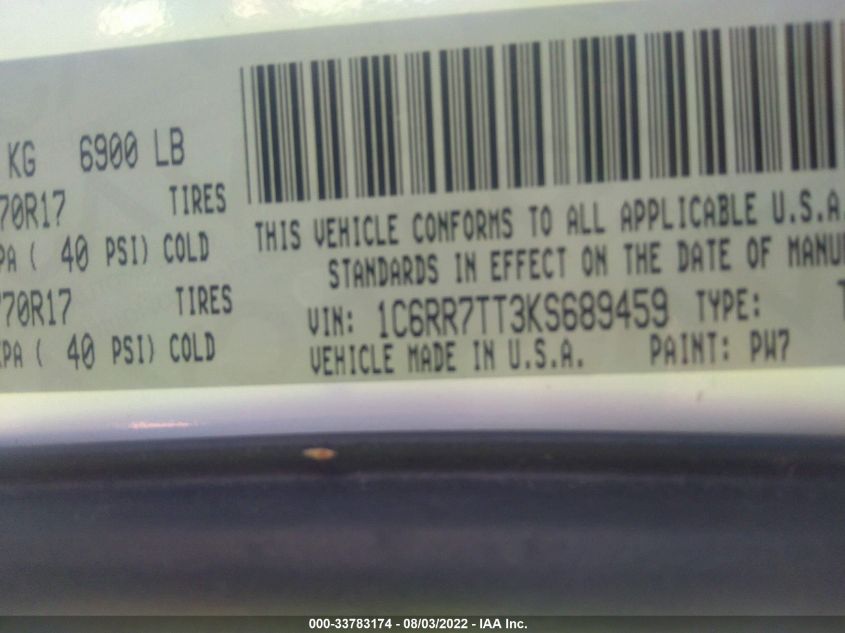 KG 6900 LB
70R17 TIRES
PA ( 40 PSI) COLD
70R17 TIRES
KPA ( 40 PSI) COLD
THIS VEHICLE CONFORMS TO ALL APPLICABLE U.S.A.
STANDARDS IN EFFECT ON THE DATE OF MANU
VIN: 1C6RR7TT3KS689459 TYPE: T
VEHICLE MADE IN U.S.A. PAINT: PW7
000-33783174 - 08/03/2022 - IAA Inc.